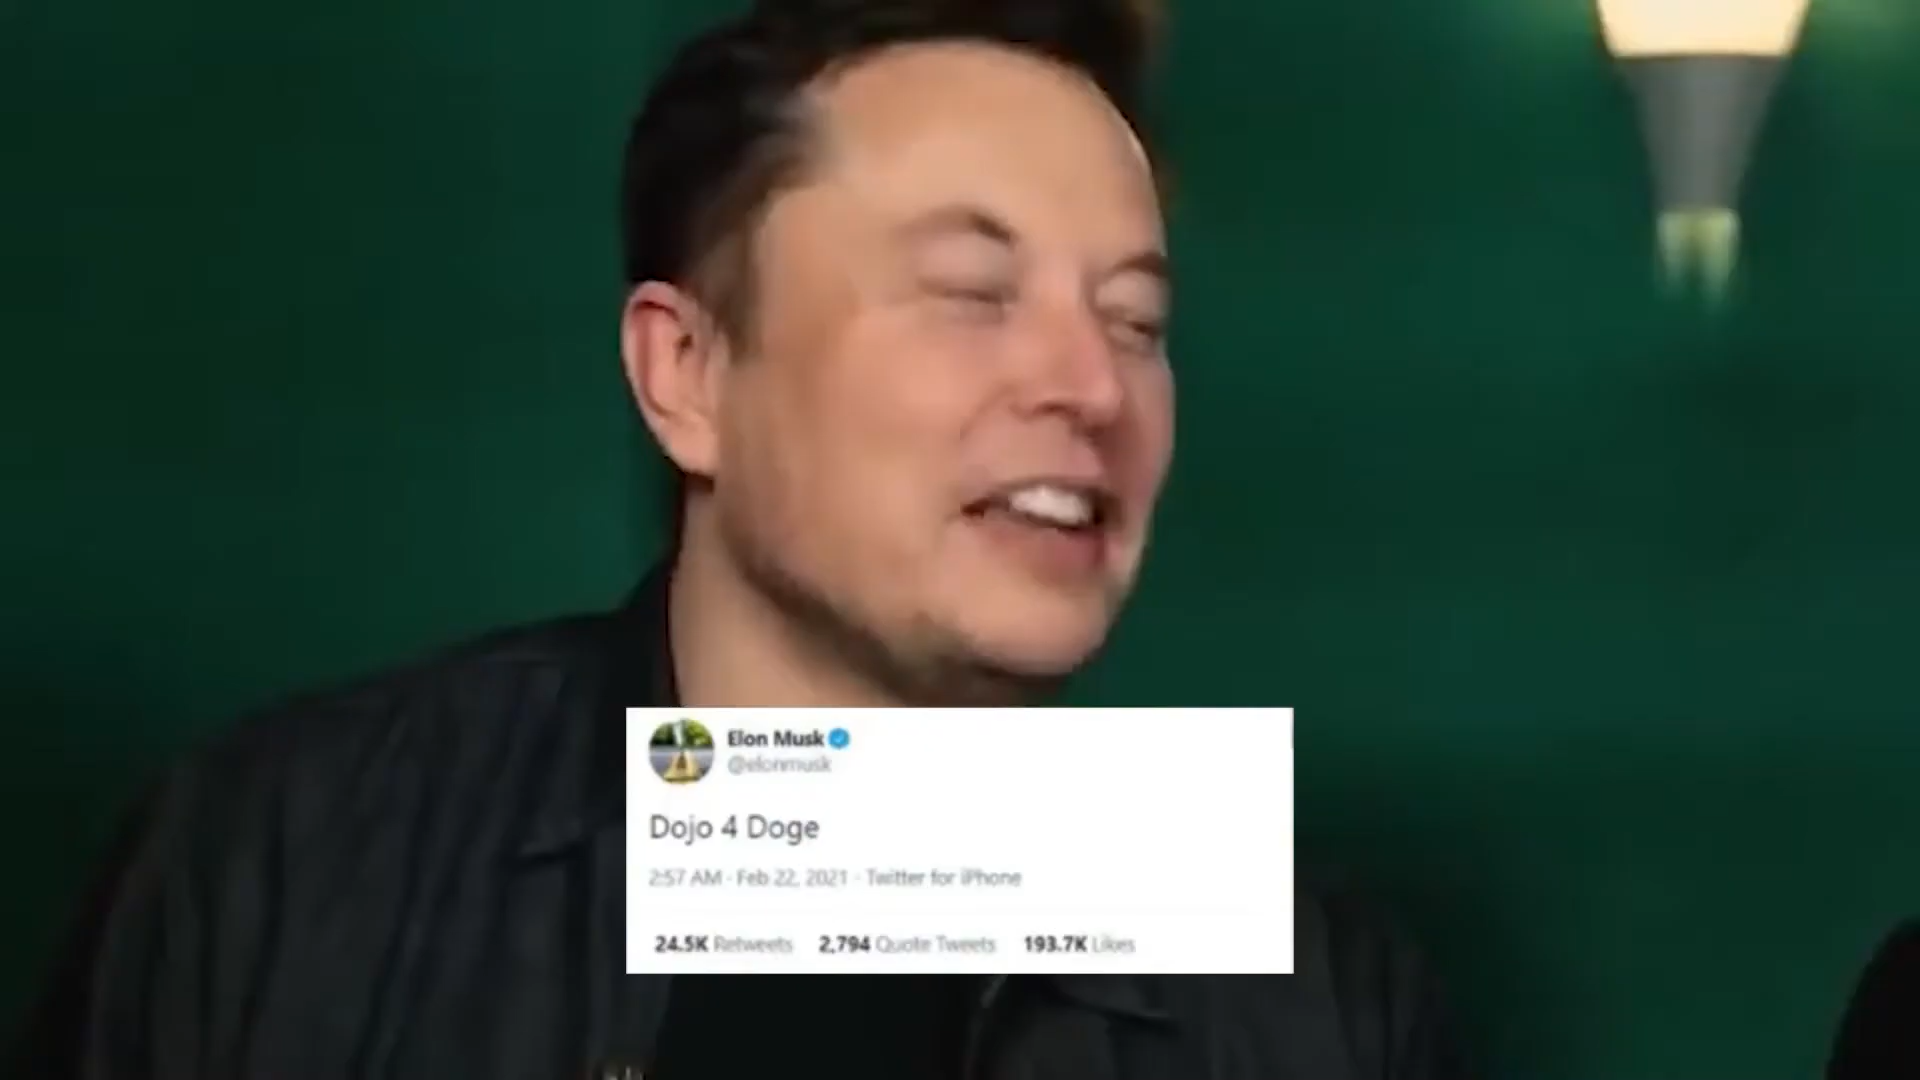 Elon Musk
@elonmusk
Dojo 4 Doge
2:57 AM · Feb 22, 2021 · Twitter for iPhone
24.5K Retweets 2,794 Quote Tweets 193.7K Likes